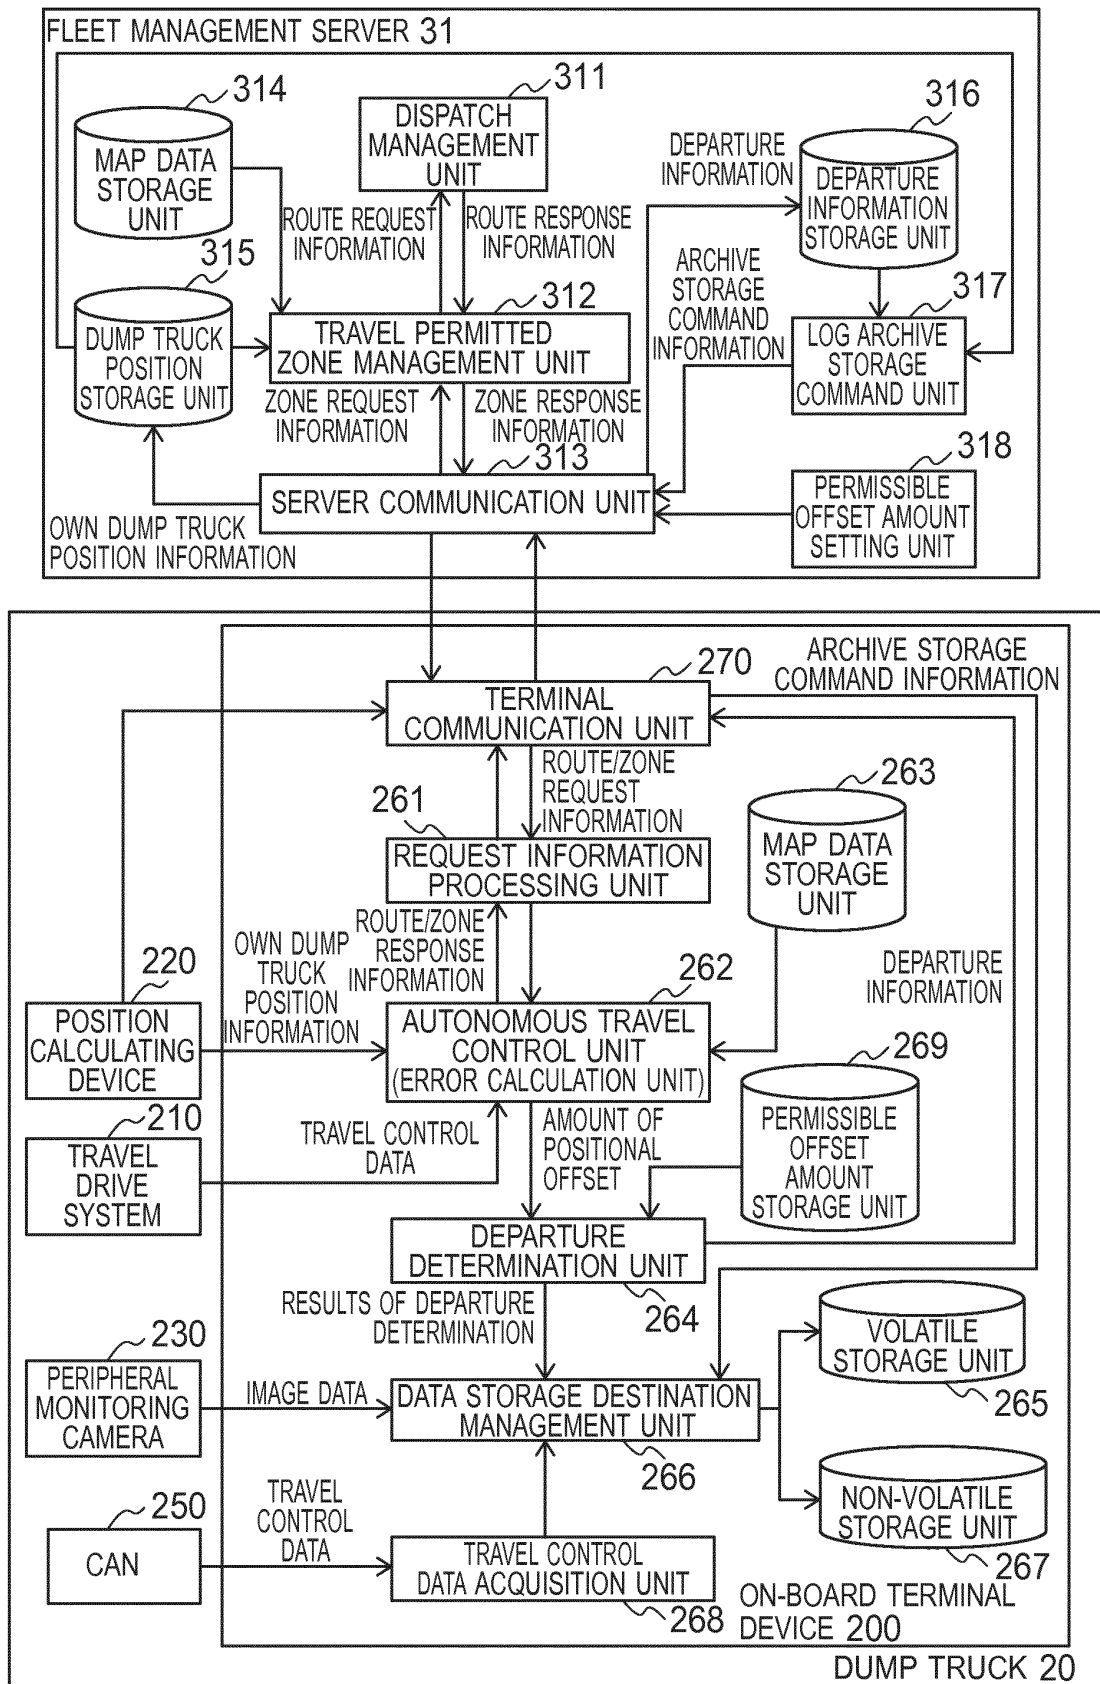 FLEET MANAGEMENT SERVER 31
314
MAP DATA
STORAGE
UNIT
311
DISPATCH
MANAGEMENT
UNIT
316
DEPARTURE
INFORMATION
STORAGE UNIT
DEPARTURE
INFORMATION
ROUTE REQUEST
INFORMATION
ROUTE RESPONSE
INFORMATION
315
DUMP TRUCK
POSITION
STORAGE UNIT
312
TRAVEL PERMITTED
ZONE MANAGEMENT UNIT
ARCHIVE
STORAGE
COMMAND
INFORMATION
317
LOG ARCHIVE
STORAGE
COMMAND UNIT
ZONE REQUEST
INFORMATION
ZONE RESPONSE
INFORMATION
313
SERVER COMMUNICATION UNIT
318
PERMISSIBLE
OFFSET AMOUNT
SETTING UNIT
OWN DUMP TRUCK
POSITION INFORMATION
270
TERMINAL
COMMUNICATION UNIT
ARCHIVE STORAGE
COMMAND INFORMATION
ROUTE/ZONE
REQUEST
INFORMATION
261
REQUEST INFORMATION
PROCESSING UNIT
263
MAP DATA
STORAGE
UNIT
ROUTE/ZONE
RESPONSE
INFORMATION
OWN DUMP
TRUCK
POSITION
INFORMATION
DEPARTURE
INFORMATION
220
POSITION
CALCULATING
DEVICE
262
AUTONOMOUS TRAVEL
CONTROL UNIT
(ERROR CALCULATION UNIT)
269
PERMISSIBLE
OFFSET
AMOUNT
STORAGE UNIT
210
TRAVEL
DRIVE
SYSTEM
TRAVEL CONTROL
DATA
AMOUNT OF
POSITIONAL
OFFSET
DEPARTURE
DETERMINATION UNIT
264
RESULTS OF DEPARTURE
DETERMINATION
VOLATILE
STORAGE UNIT
265
230
PERIPHERAL
MONITORING
CAMERA
IMAGE DATA
DATA STORAGE DESTINATION
MANAGEMENT UNIT
266
NON-VOLATILE
STORAGE UNIT
267
250
CAN
TRAVEL
CONTROL
DATA
TRAVEL CONTROL
DATA ACQUISITION UNIT
268
ON-BOARD TERMINAL
DEVICE 200
DUMP TRUCK 20